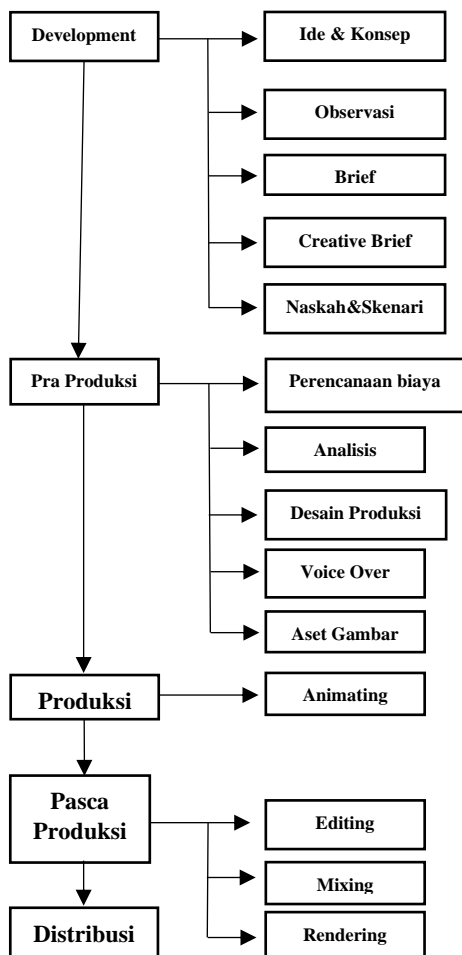 Development
Ide & Konsep
Observasi
Brief
Creative Brief
Naskah&Skenari
Pra Produksi
Perencanaan biaya
Analisis
Desain Produksi
Voice Over
Aset Gambar
Produksi
Animating
Pasca
Produksi
Editing
Mixing
Distribusi
Rendering